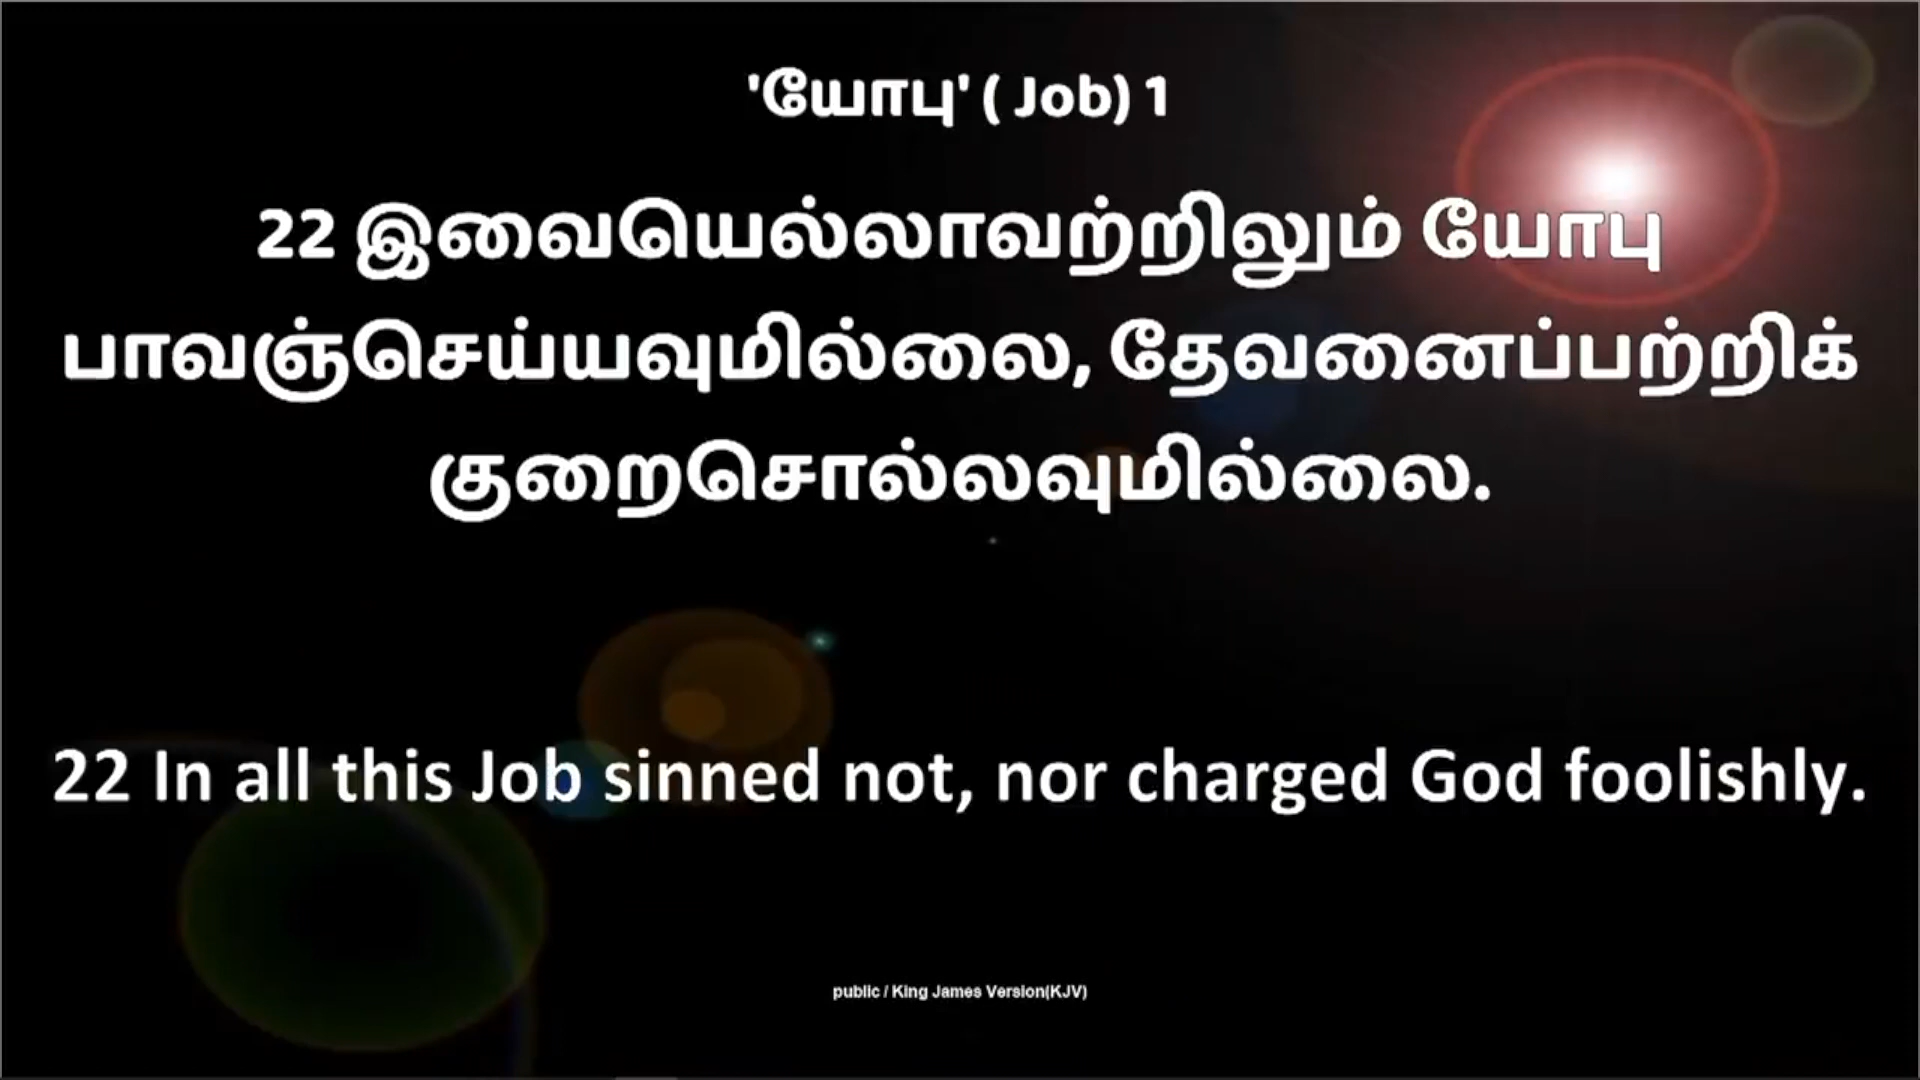 'யோபு' ( Job) 1
22 இவையெல்லாவற்றிலும் யோபு
பாவஞ்செய்யவுமில்லை, தேவனைப்பற்றிக்
குறைசொல்லவுமில்லை.
22 In all this Job sinned not, nor charged God foolishly.
public / King James Version(KJV)